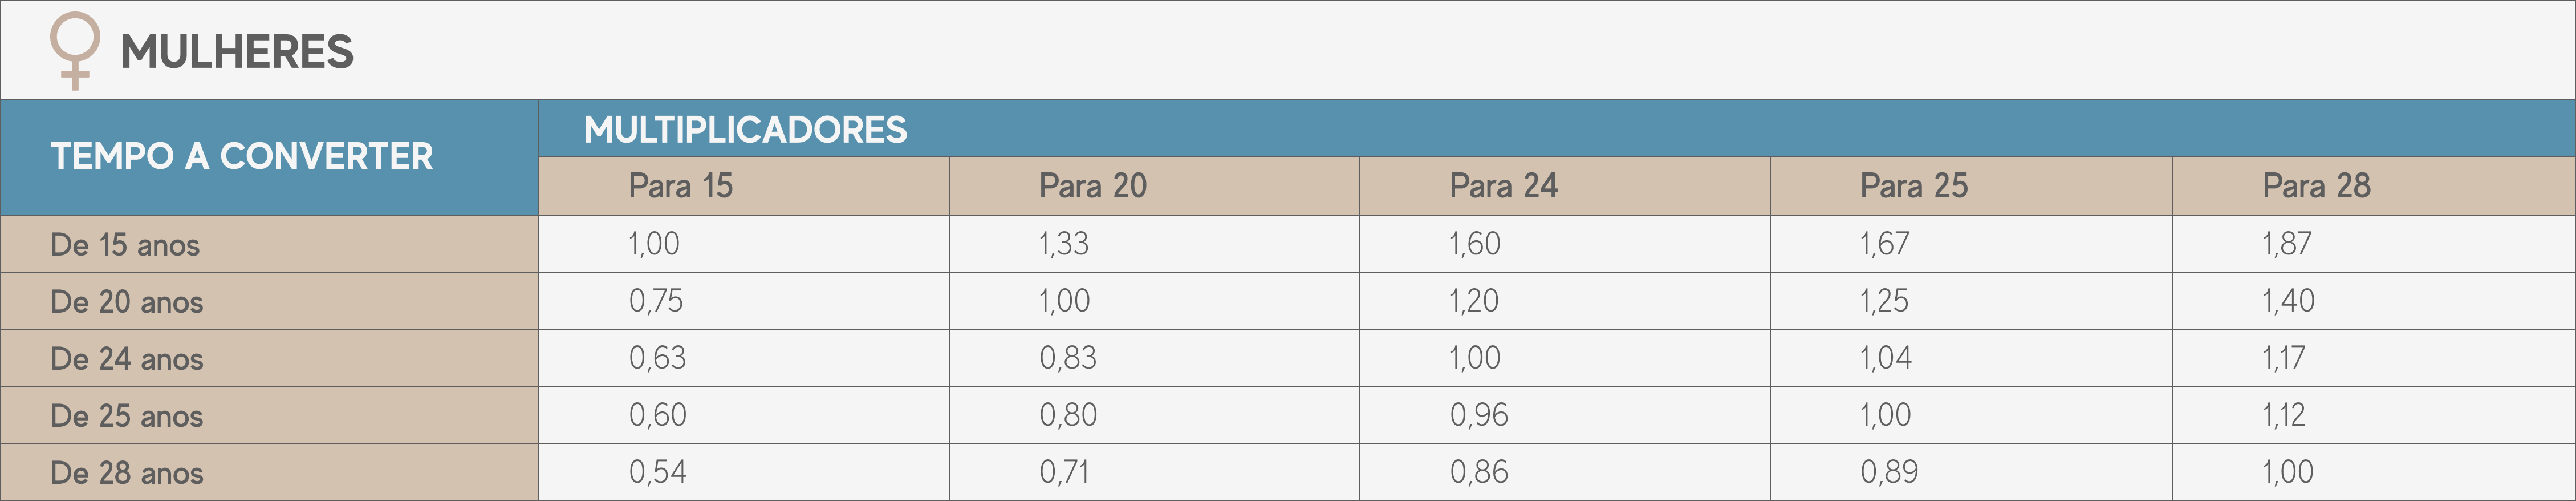 MULHERES
TEMPO A CONVERTER
MULTIPLICADORES
Para 15 Para 20 Para 24 Para 25 Para 28
De 15 anos 1,00 1,33 1,60 1,67 1,87
De 20 anos 0,75 1,00 1,20 1,25 1,40
De 24 anos 0,63 0,83 1,00 1,04 1,17
De 25 anos 0,60 0,80 0,96 1,00 1,12
De 28 anos 0,54 0,71 0,86 0,89 1,00